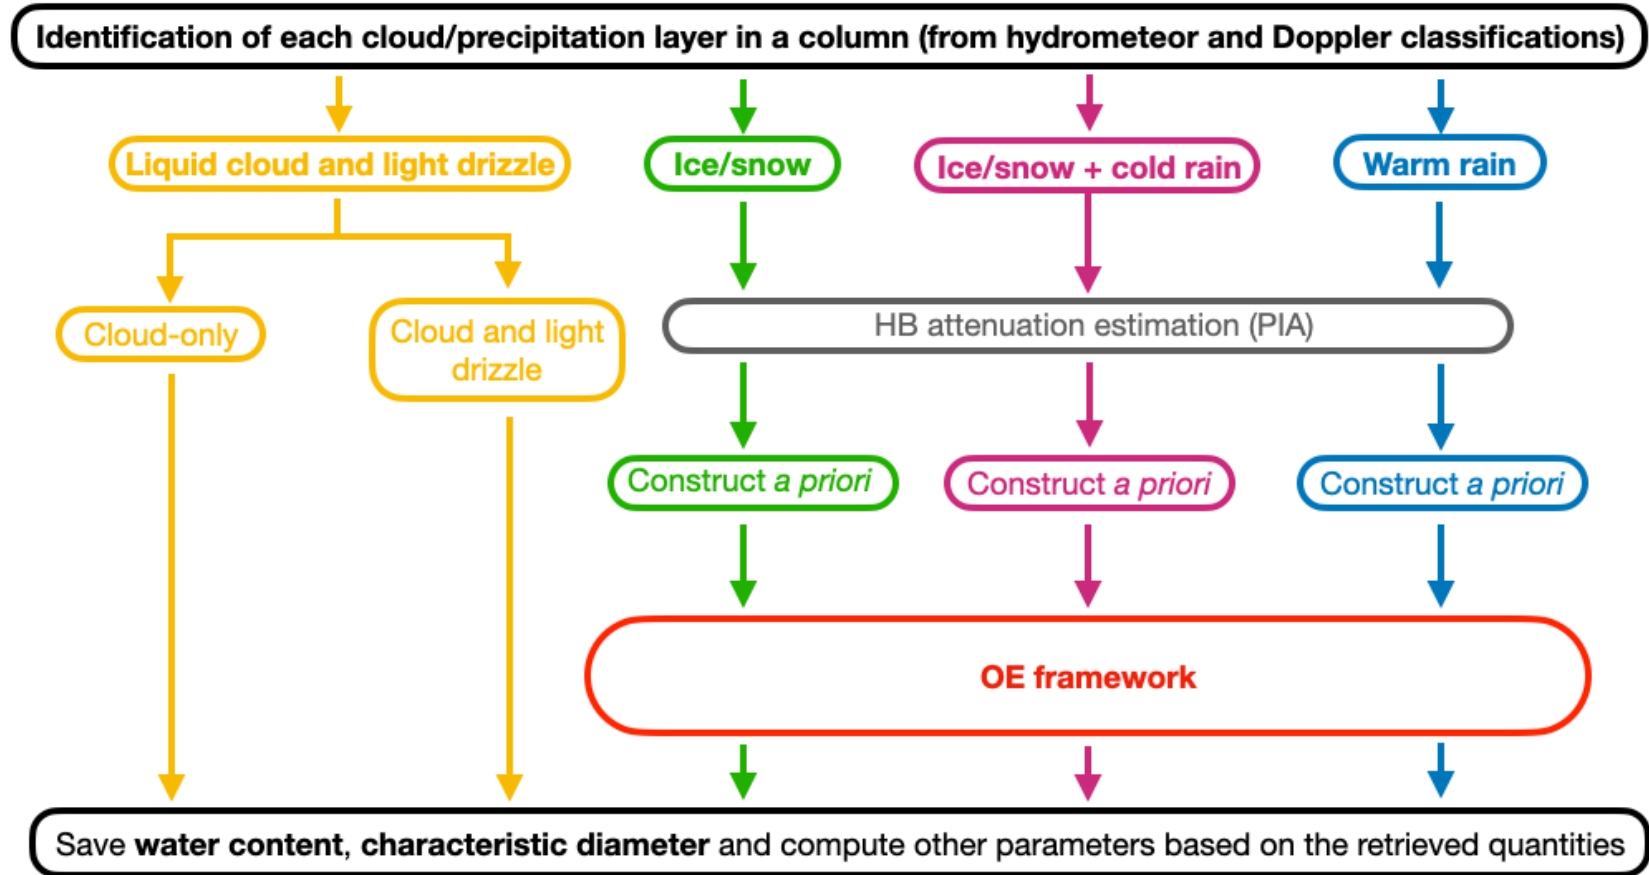 Identification of each cloud/precipitation layer in a column (from hydrometeor and Doppler classifications)
Liquid cloud and light drizzle
Ice/snow
Ice/snow + cold rain
Warm rain
Cloud-only
Cloud and light
drizzle
HB attenuation estimation (PIA)
Construct a priori
Construct a priori
Construct a priori
OE framework
Save water content, characteristic diameter and compute other parameters based on the retrieved quantities